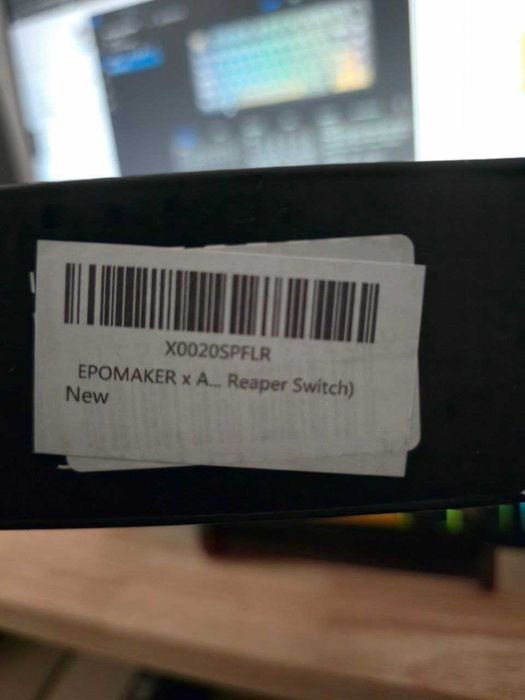 X0020SPFLR
EPOMAKER x A... Reaper Switch)
New